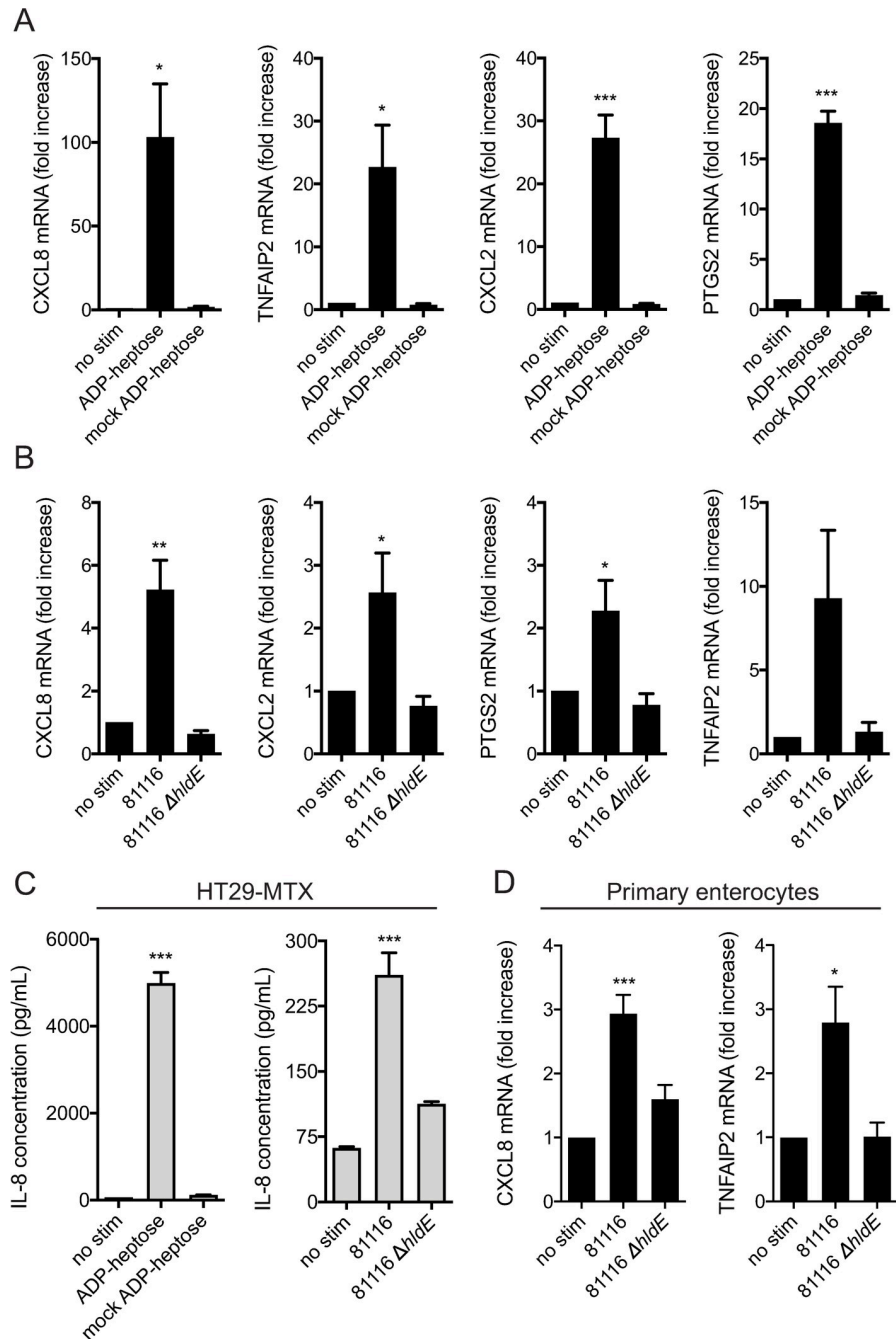 A
CXCL8 mRNA (fold increase)
150
100
50
0
*
no stim
ADP-heptose
mock ADP-heptose
TNFAIP2 mRNA (fold increase)
40
30
20
10
0
*
no stim
ADP-heptose
mock ADP-heptose
CXCL2 mRNA (fold increase)
40
30
20
10
0
***
no stim
ADP-heptose
mock ADP-heptose
PTGS2 mRNA (fold increase)
25
20
15
10
5
0
***
no stim
ADP-heptose
mock ADP-heptose
B
CXCL8 mRNA (fold increase)
8
6
4
2
0
**
no stim
81116
81116 ΔhldE
CXCL2 mRNA (fold increase)
4
3
2
1
0
*
no stim
81116
81116 ΔhldE
PTGS2 mRNA (fold increase)
4
3
2
1
0
*
no stim
81116
81116 ΔhldE
TNFAIP2 mRNA (fold increase)
15
10
5
0
no stim
81116
81116 ΔhldE
C
HT29-MTX
IL-8 concentration (pg/mL)
6000
4000
2000
0
***
no stim
ADP-heptose
mock ADP-heptose
IL-8 concentration (pg/mL)
300
225
150
75
0
***
no stim
81116
81116 ΔhldE
D
Primary enterocytes
CXCL8 mRNA (fold increase)
4
3
2
1
0
***
no stim
81116
81116 ΔhldE
TNFAIP2 mRNA (fold increase)
4
3
2
1
0
*
no stim
81116
81116 ΔhldE